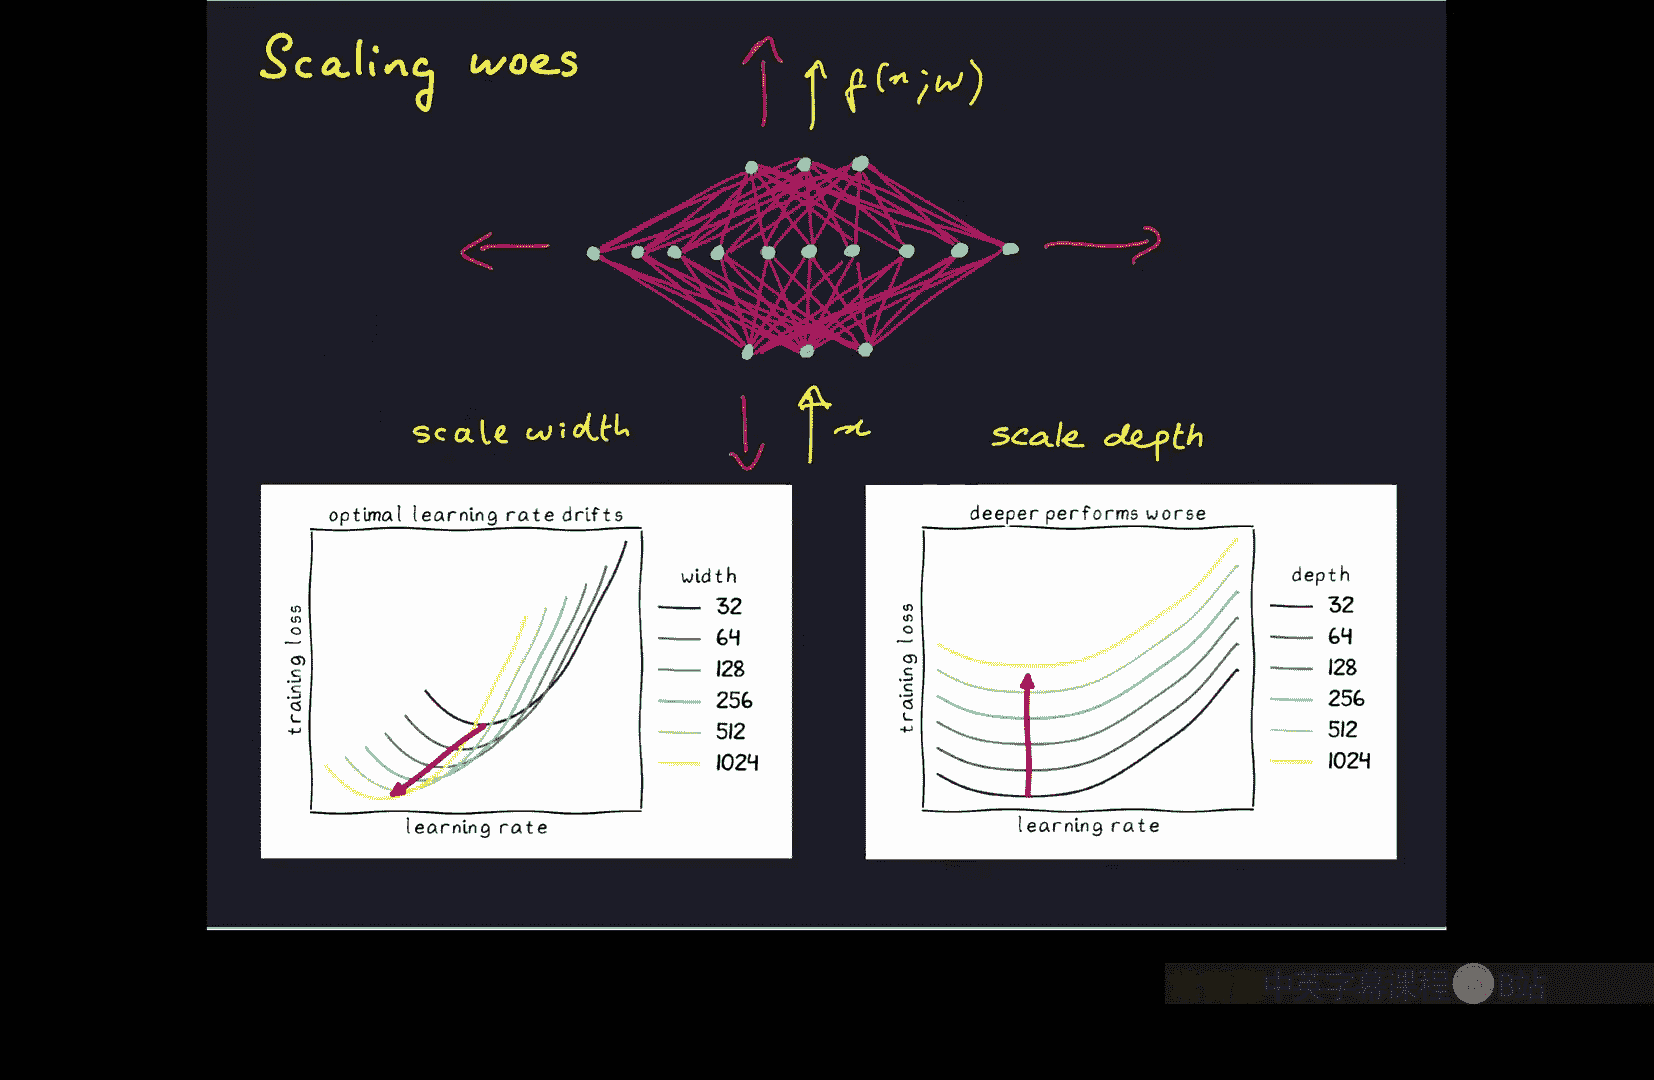 Scaling woes
f(x;w)
scale width
x
scale depth
optimal learning rate drifts
training loss
learning rate
width
32
64
128
256
512
1024
deeper performs worse
training loss
learning rate
depth
32
64
128
256
512
1024